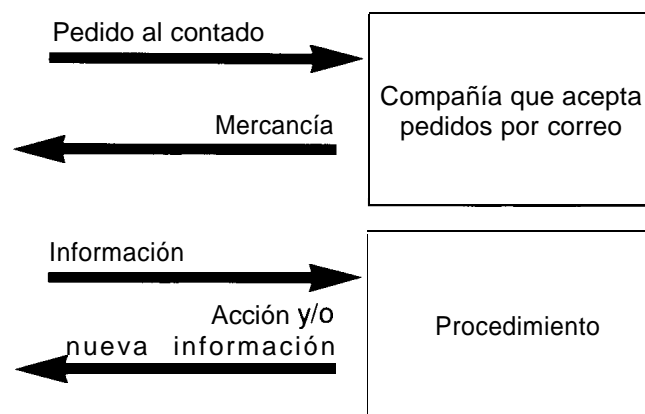 Pedido al contado
Compañía que acepta
pedidos por correo
Mercancía
Información
Acción y/o
nueva información
Procedimiento